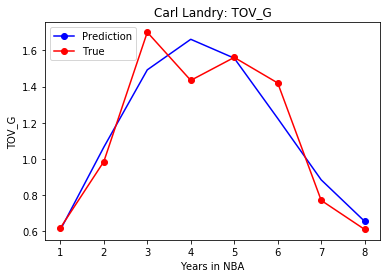 Carl Landry: TOV_G
Prediction
True
TOV_G
1.6
1.4
1.2
1.0
0.8
0.6
1 2 3 4 5 6 7 8
Years in NBA